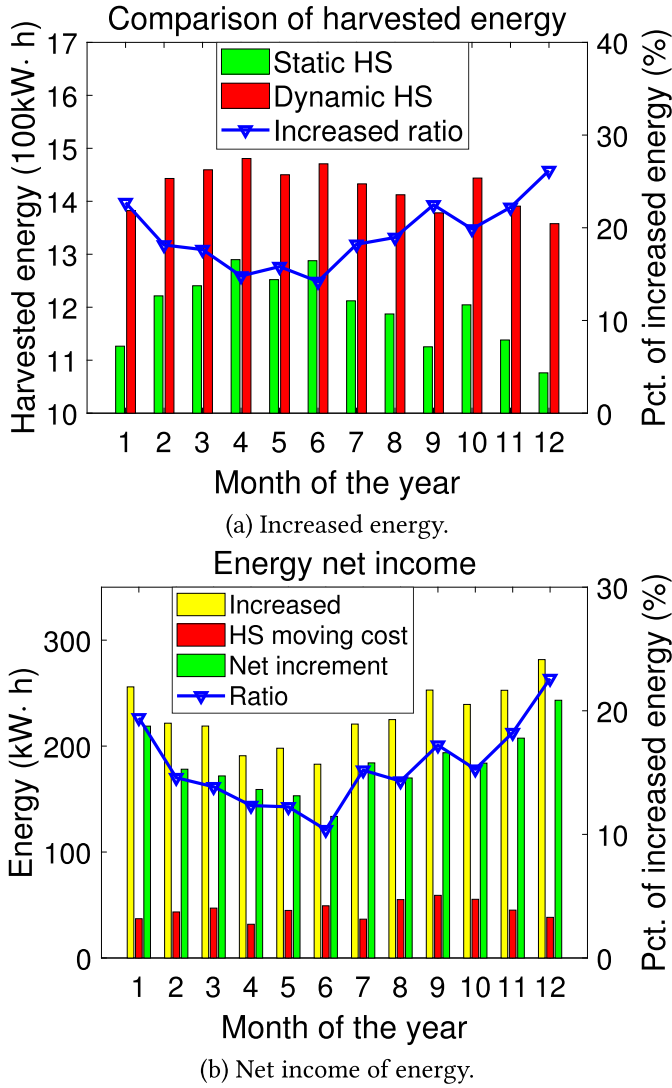 Comparison of harvested energy
17
16
15
14
13
12
11
10
40
30
20
10
0
Harvested energy (100kW· h)
Pct. of increased energy (%)
Static HS
Dynamic HS
Increased ratio
1 2 3 4 5 6 7 8 9 10 11 12
Month of the year
(a) Increased energy.
Energy net income
300
200
100
0
30
20
10
0
Energy (kW· h)
Pct. of increased energy (%)
Increased
HS moving cost
Net increment
Ratio
1 2 3 4 5 6 7 8 9 10 11 12
Month of the year
(b) Net income of energy.